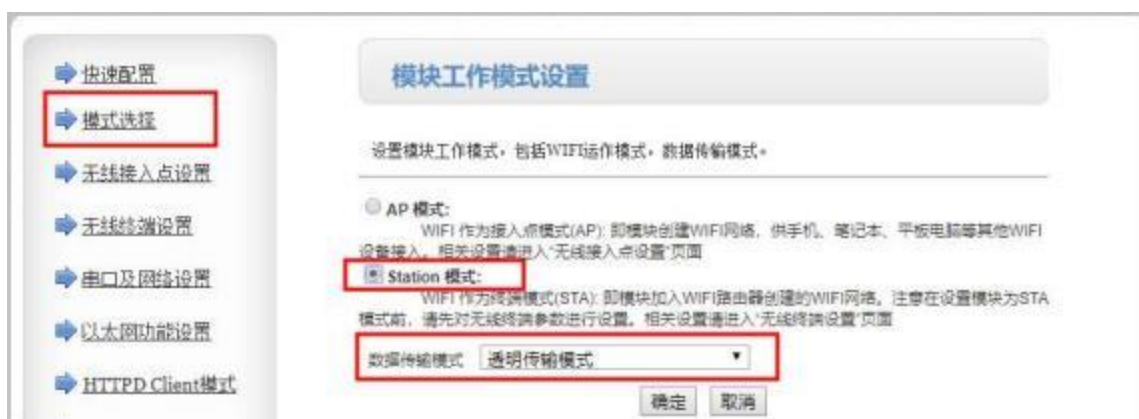 快速配置
模式选择
无线接入点设置
无线终端设置
串口及网络设置
以太网功能设置
HTTPD Client模式
模块工作模式设置
设置模块工作模式，包括WIFI运作模式，数据传输模式。
AP 模式:
WIFI 作为接入点模式(AP): 即模块创建WIFI网络，供手机、笔记本、平板电脑等其他WIFI
设备接入。相关设置请进入“无线接入点设置”页面
Station 模式:
WIFI 作为终端模式(STA): 即模块加入WIFI路由器创建的WIFI网络。注意在设置模块为STA
模式前，请先对无线终端参数进行设置。相关设置请进入“无线终端设置”页面
数据传输模式 透明传输模式
确定 取消